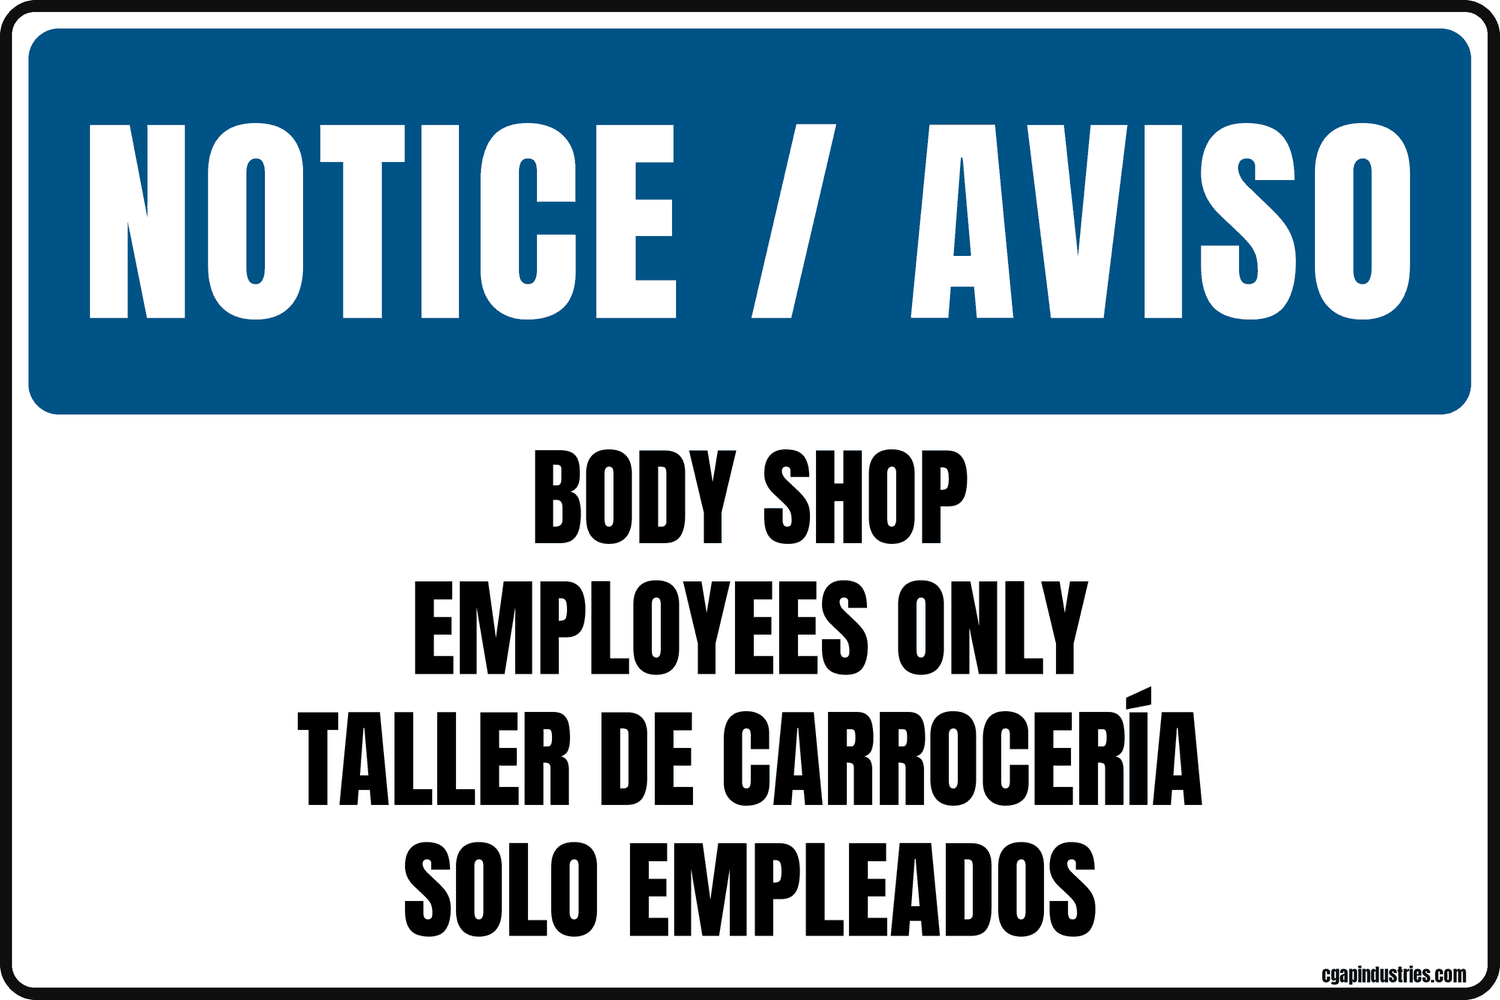 NOTICE / AVISO
BODY SHOP
EMPLOYEES ONLY
TALLER DE CARROCERÍA
SOLO EMPLEADOS
cgapindustries.com